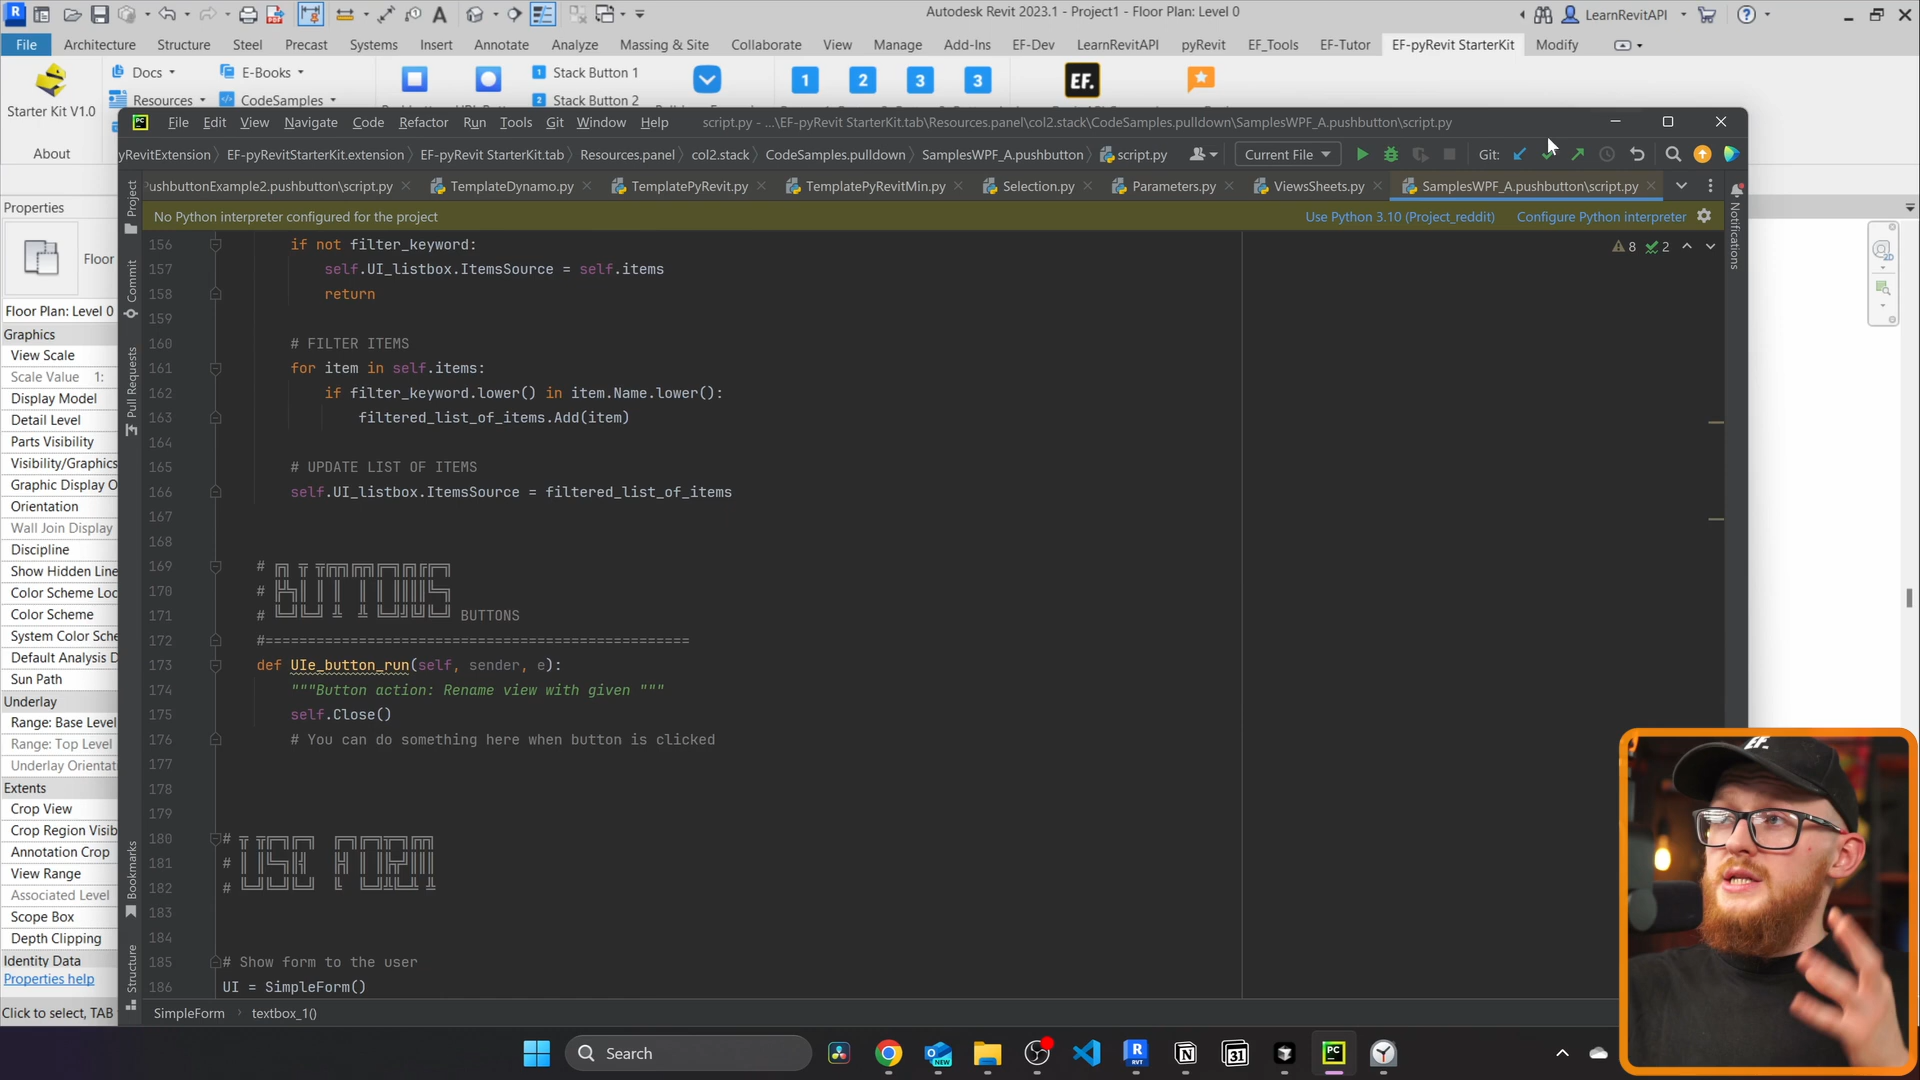 Autodesk Revit 2023.1 - Project1 - Floor Plan: Level 0
LearnRevitAPI
File Architecture Structure Steel Precast Systems Insert Annotate Analyze Massing & Site Collaborate View Manage Add-Ins EF-Dev LearnRevitAPI pyRevit EF_Tools EF-Tutor EF-pyRevit StarterKit Modify
Docs E-Books Stack Button 1
Starter Kit V1.0 Resources CodeSamples Stack Button 2
1 2 3 3 EF.
About
File Edit View Navigate Code Refactor Run Tools Git Window Help script.py - ...\EF-pyRevit StarterKit.tab\Resources.panel\col2.stack\CodeSamples.pulldown\SamplesWPF_A.pushbutton\script.py
yRevitExtension EF-pyRevitStarterKit.extension EF-pyRevit StarterKit.tab Resources.panel col2.stack CodeSamples.pulldown SamplesWPF_A.pushbutton script.py Current File Git:
ushbuttonExample2.pushbutton\script.py TemplateDynamo.py TemplatePyRevit.py TemplatePyRevitMin.py Selection.py Parameters.py ViewsSheets.py SamplesWPF_A.pushbutton\script.py
No Python interpreter configured for the project Use Python 3.10 (Project_reddit) Configure Python interpreter
8 2
Project
Commit
Pull Requests
Bookmarks
Structure
Notifications
Properties
Floor
Floor Plan: Level 0
Graphics
View Scale
Scale Value 1:
Display Model
Detail Level
Parts Visibility
Visibility/Graphics
Graphic Display O
Orientation
Wall Join Display
Discipline
Show Hidden Line
Color Scheme Loc
Color Scheme
System Color Sche
Default Analysis D
Sun Path
Underlay
Range: Base Level
Range: Top Level
Underlay Orientat
Extents
Crop View
Crop Region Visib
Annotation Crop
View Range
Associated Level
Scope Box
Depth Clipping
Identity Data
Properties help
Click to select, TAB
156 if not filter_keyword:
157 self.UI_listbox.ItemsSource = self.items
158 return
159
160 # FILTER ITEMS
161 for item in self.items:
162 if filter_keyword.lower() in item.Name.lower():
163 filtered_list_of_items.Add(item)
164
165 # UPDATE LIST OF ITEMS
166 self.UI_listbox.ItemsSource = filtered_list_of_items
167
168
169 #
170 #
171 # BUTTONS
172 #==================================================
173 def UIe_button_run(self, sender, e):
174 """Button action: Rename view with given """
175 self.Close()
176 # You can do something here when button is clicked
177
178
179
180 #
181 #
182 #
183
184
185 # Show form to the user
186 UI = SimpleForm()
SimpleForm textbox_1()
Search
EF.